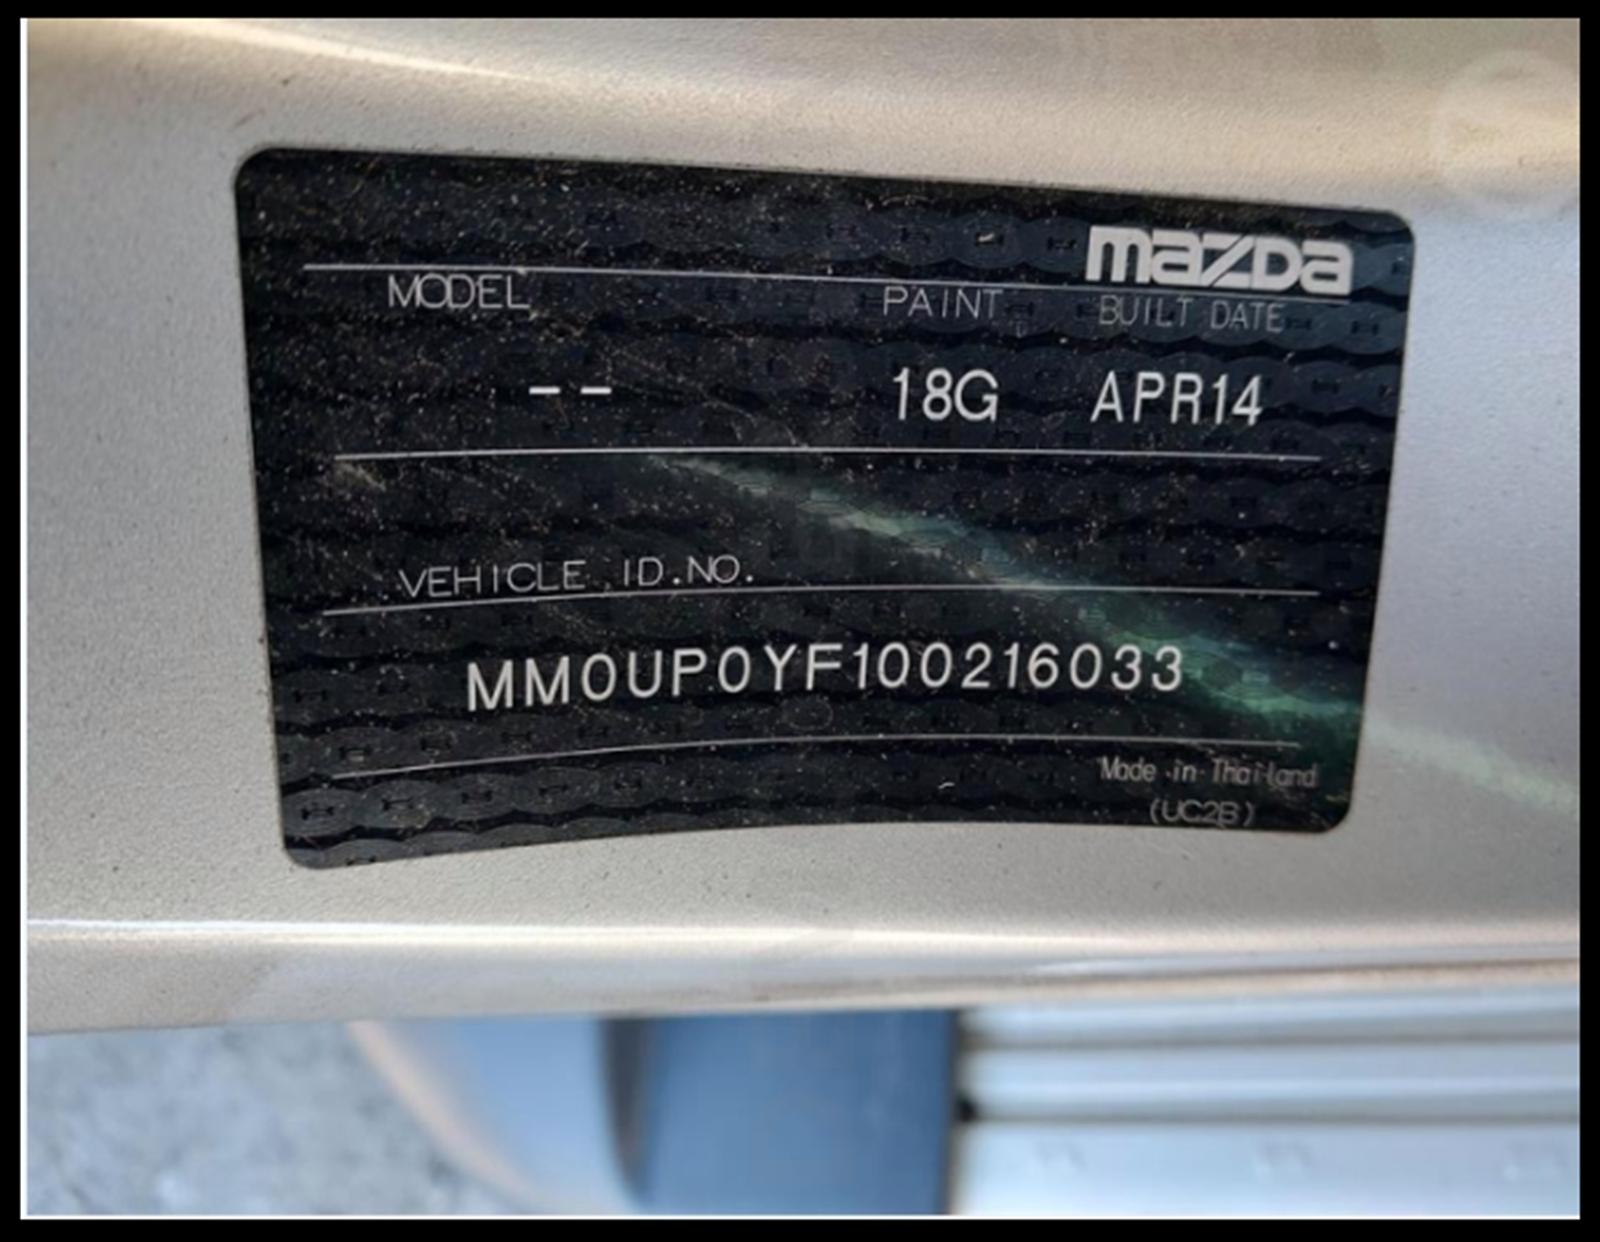 mazda
MODEL PAINT BUILT DATE
-- 18G APR14
VEHICLE ID.NO.
MM0UP0YF100216033
Made in Thailand
(UC2B)